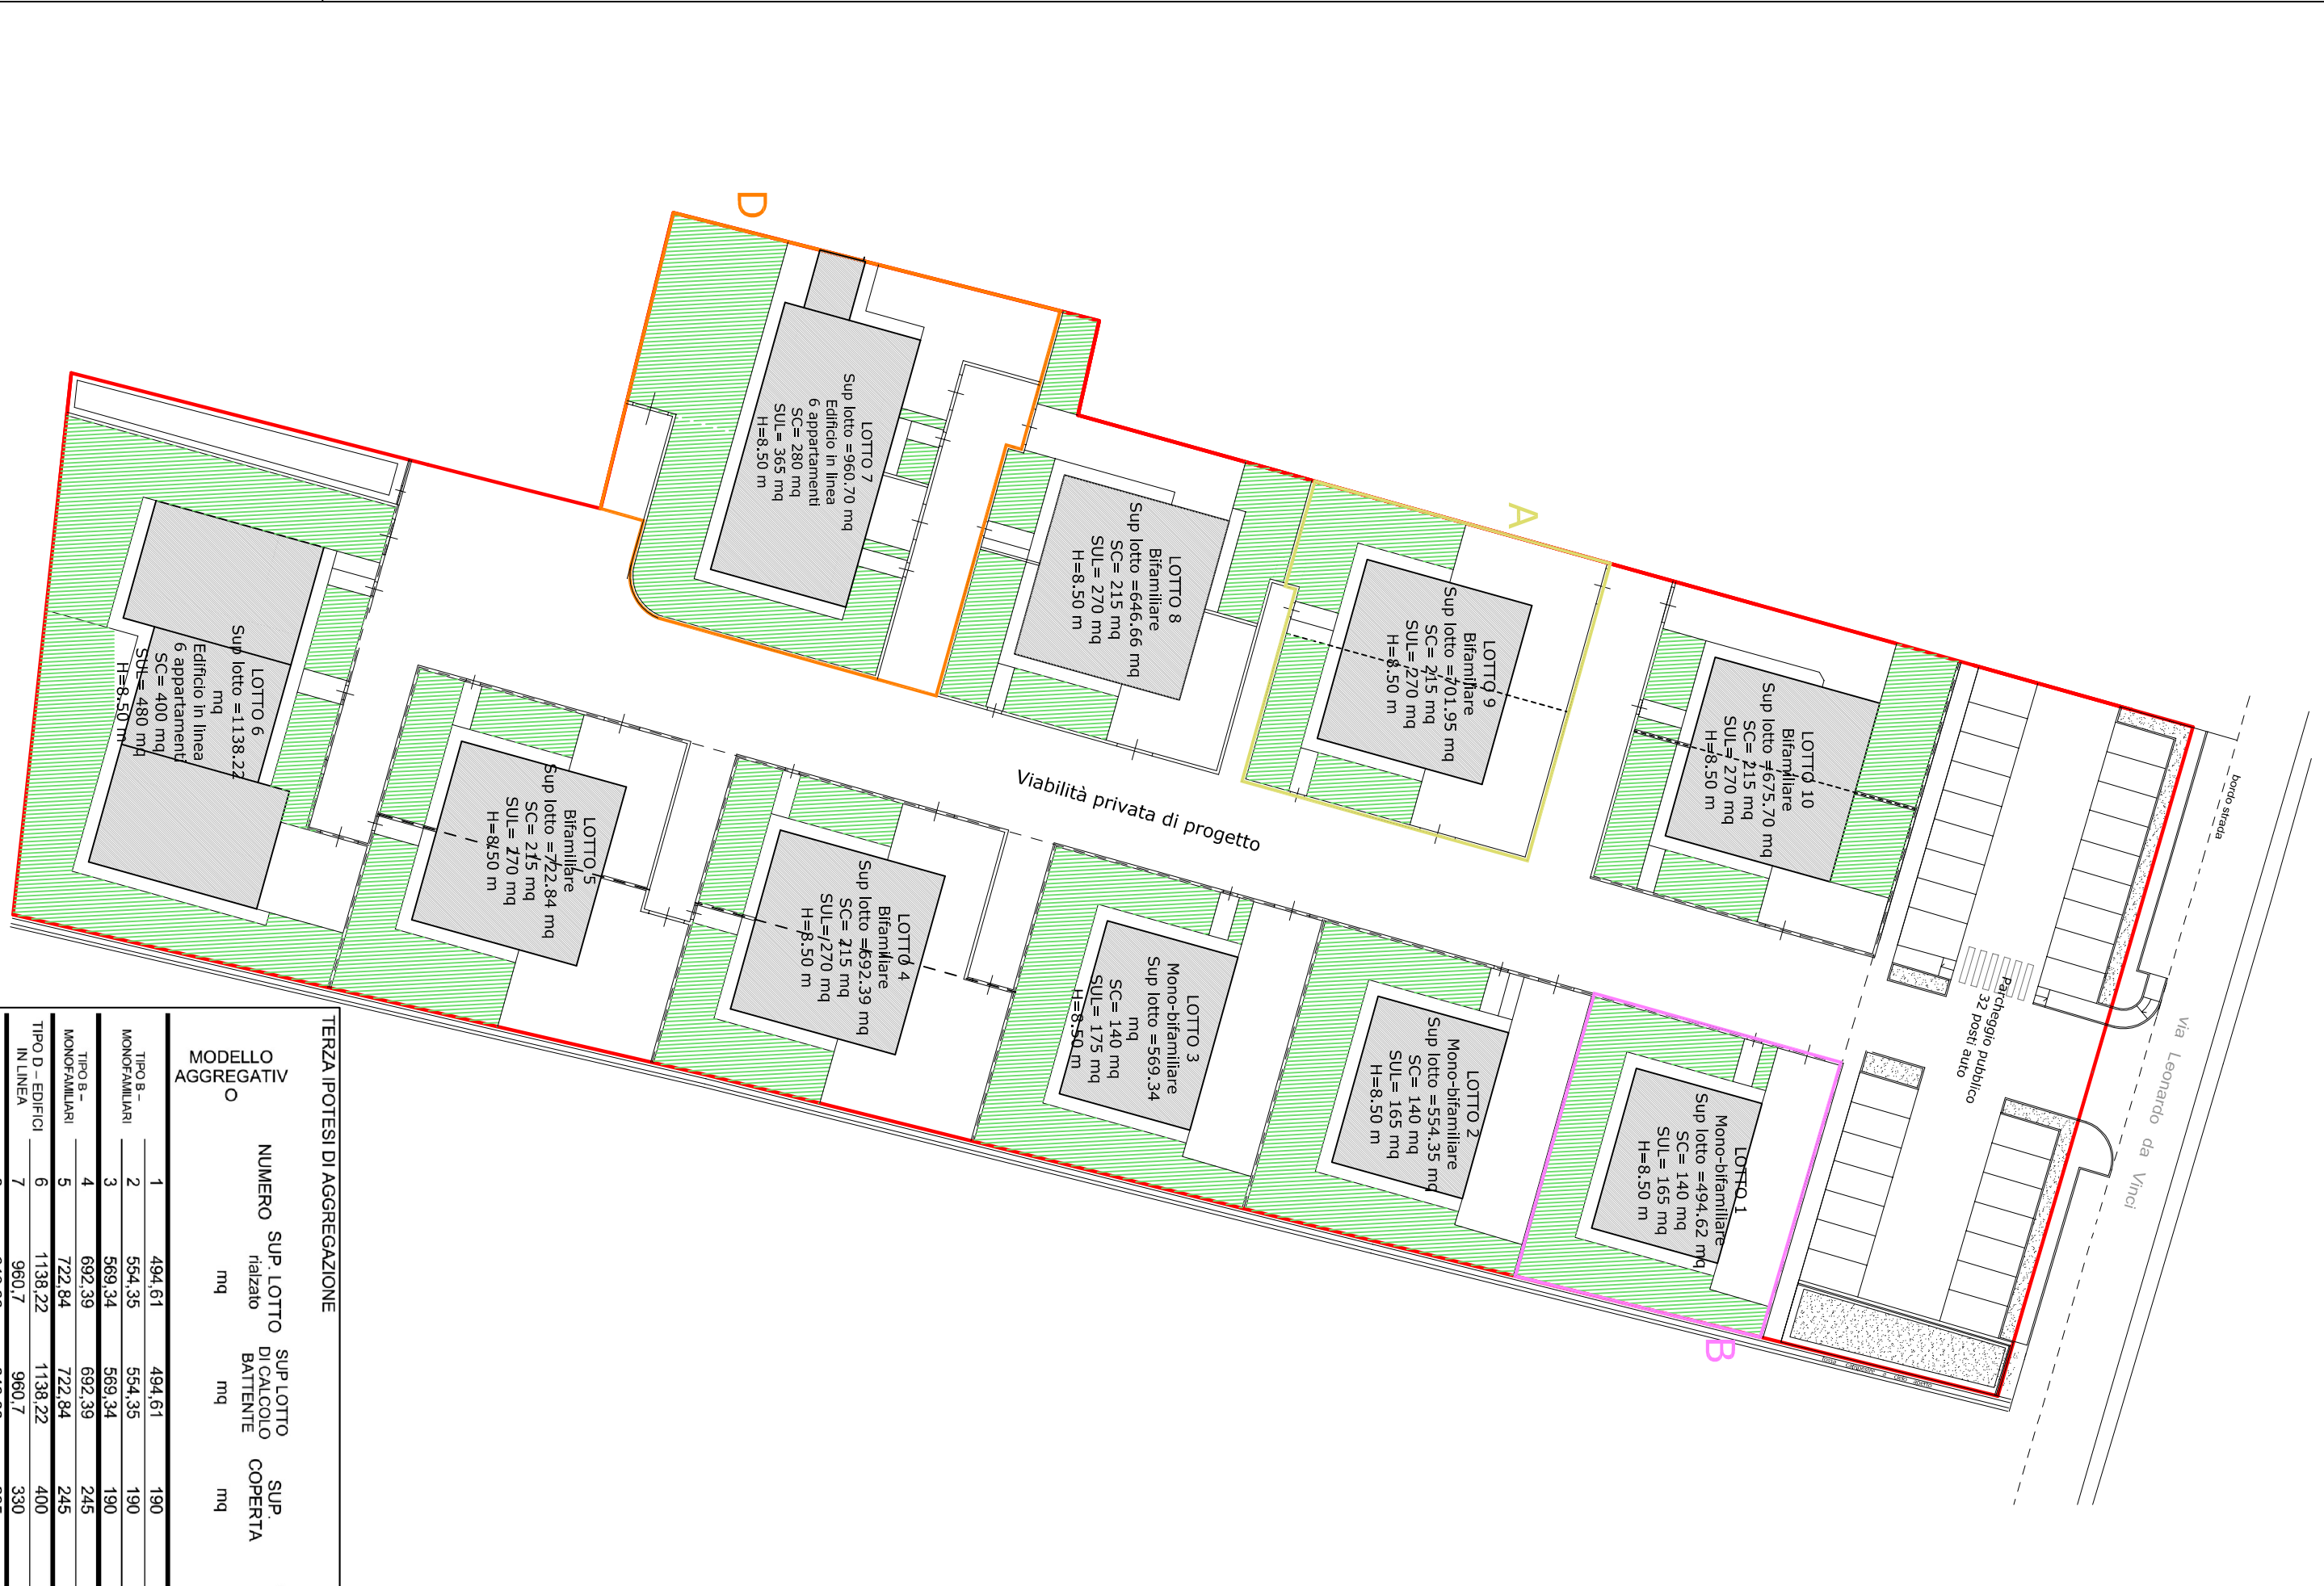 D
A
B
LOTTO 7
Sup lotto =960.70 mq
Edificio in linea
6 appartamenti
SC= 280 mq
SUL= 365 mq
H=8.50 m
LOTTO 8
Bifamiliare
Sup lotto =646.66 mq
SC= 215 mq
SUL= 270 mq
H=8.50 m
LOTTO 9
Bifamiliare
Sup lotto =701.95 mq
SC= 215 mq
SUL= 270 mq
H=8.50 m
LOTTO 10
Bifamiliare
Sup lotto =675.70 mq
SC= 215 mq
SUL= 270 mq
H=8.50 m
LOTTO 6
Sup lotto =1138.22
mq
Edificio in linea
6 appartamenti
SC= 400 mq
SUL= 480 mq
H=8.50 m
LOTTO 5
Bifamiliare
Sup lotto =722.84 mq
SC= 215 mq
SUL= 270 mq
H=8.50 m
LOTTO 4
Bifamiliare
Sup lotto =692.39 mq
SC= 215 mq
SUL= 270 mq
H=8.50 m
LOTTO 3
Mono-bifamiliare
Sup lotto =569.34
mq
SC= 140 mq
SUL= 175 mq
H=8.50 m
LOTTO 2
Mono-bifamiliare
Sup lotto =554.35 mq
SC= 140 mq
SUL= 165 mq
H=8.50 m
LOTTO 1
Mono-bifamiliare
Sup lotto =494.62 mq
SC= 140 mq
SUL= 165 mq
H=8.50 m
Viabilità privata di progetto
Parcheggio pubblico
32 posti auto
bordo strada
via Leonardo da Vinci
TERZA IPOTESI DI AGGREGAZIONE
MODELLO AGGREGATIV O NUMERO SUP. LOTTO rialzato mq SUP LOTTO DI CALCOLO BATTENTE mq SUP. COPERTA mq
TIPO B – MONOFAMILIARI 1 494,61 494,61 190
2 554,35 554,35 190
3 569,34 569,34 190
TIPO B – MONOFAMILIARI 4 692,39 692,39 245
5 722,84 722,84 245
TIPO D – EDIFICI IN LINEA 6 1138,22 1138,22 400
7 960,7 960,7 330